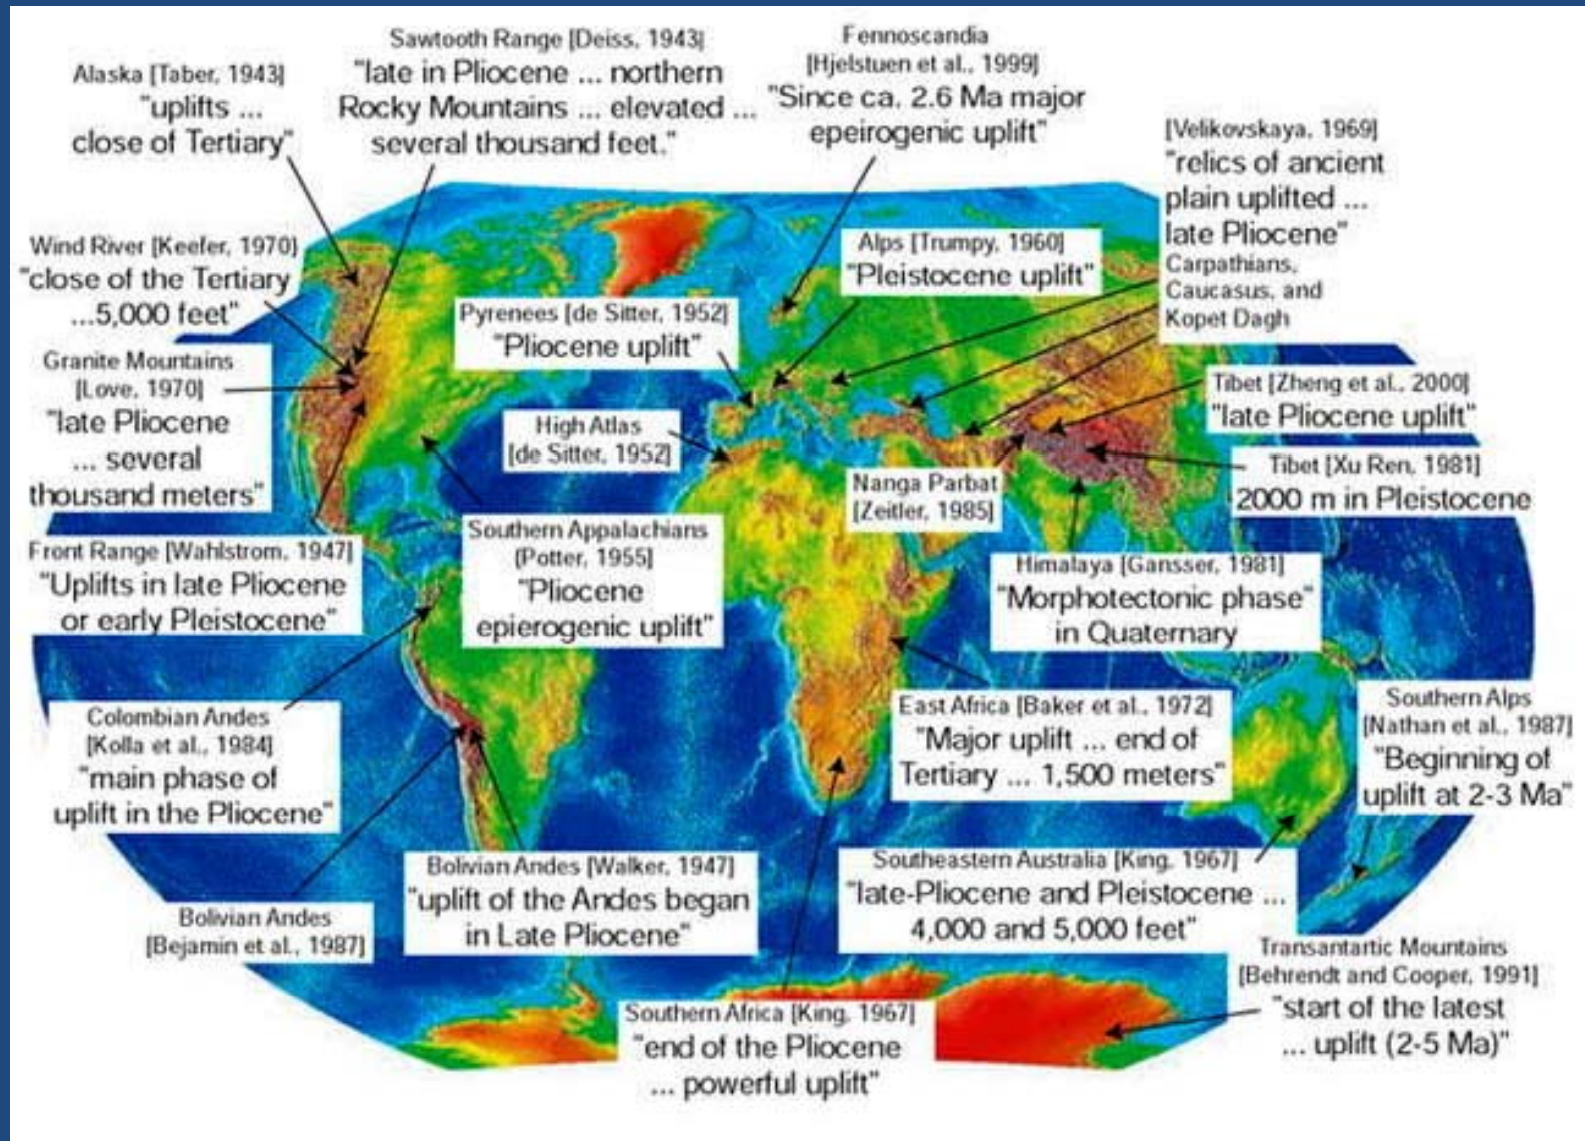 Alaska [Taber, 1943]
"uplifts ...
close of Tertiary"
Sawtooth Range [Deiss, 1943]
"late in Pliocene ... northern
Rocky Mountains ... elevated ...
several thousand feet."
Fennoscandia
[Hjelstuen et al., 1999]
"Since ca. 2.6 Ma major
epeirogenic uplift"
[Velikovskaya, 1969]
"relics of ancient
plain uplifted ...
late Pliocene"
Carpathians,
Caucasus, and
Kopet Dagh
Wind River [Keefer, 1970]
"close of the Tertiary
...5,000 feet"
Alps [Trumpy, 1960]
"Pleistocene uplift"
Pyrenees [de Sitter, 1952]
"Pliocene uplift"
Granite Mountains
[Love, 1970]
"late Pliocene
... several
thousand meters"
Tibet [Zheng et al., 2000]
"late Pliocene uplift"
High Atlas
[de Sitter, 1952]
Tibet [Xu Ren, 1981]
2000 m in Pleistocene
Nanga Parbat
[Zeitler, 1985]
Front Range [Wahlstrom, 1947]
"Uplifts in late Pliocene
or early Pleistocene"
Southern Appalachians
(Potter, 1955]
"Pliocene
epierogenic uplift"
Himalaya [Gansser, 1981]
"Morphotectonic phase"
in Quaternary
Colombian Andes
[Kolla et al., 1984]
"main phase of
uplift in the Pliocene"
East Africa [Baker et al., 1972]
"Major uplift ... end of
Tertiary ... 1,500 meters"
Southern Alps
[Nathan et al., 1987]
"Beginning of
uplift at 2-3 Ma"
Bolivian Andes
[Bejamin et al., 1987]
Bolivian Andes [Walker, 1947]
"uplift of the Andes began
in Late Pliocene"
Southeastern Australia [King, 1967]
"late-Pliocene and Pleistocene ...
4,000 and 5,000 feet"
Transantartic Mountains
[Behrendt and Cooper, 1991]
"start of the latest
... uplift (2-5 Ma)"
Southern Africa [King, 1967]
"end of the Pliocene
... powerful uplift"